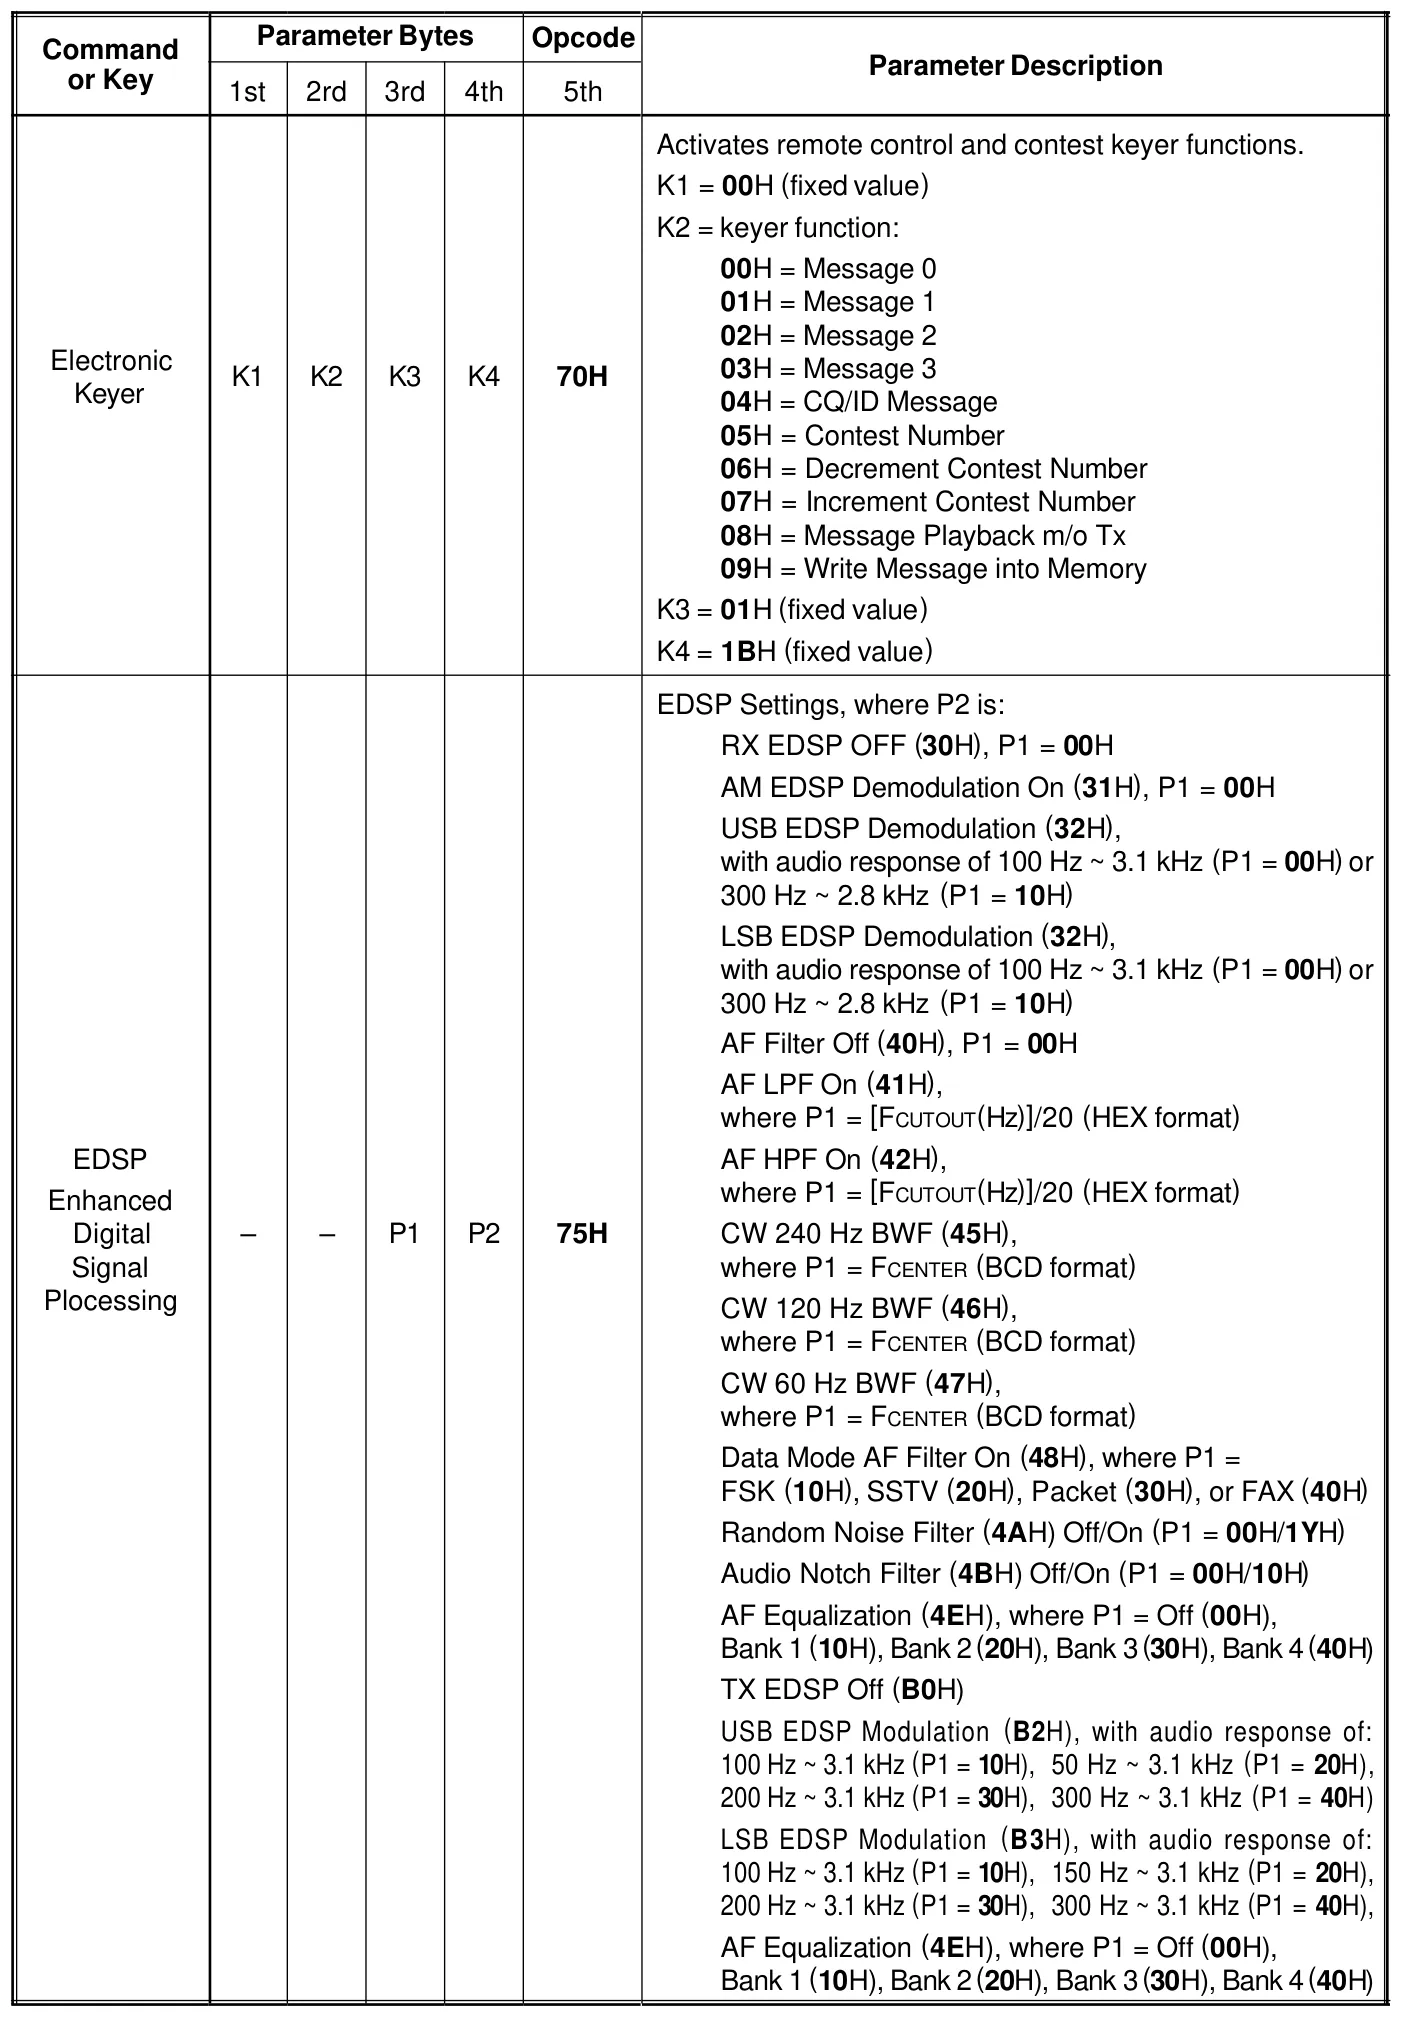 Command
or Key
Parameter Bytes
Opcode
Parameter Description
1st
2rd
3rd
4th
5th
Electronic
Keyer
K1
K2
K3
K4
70H
Activates remote control and contest keyer functions.
K1 = 00H (fixed value)
K2 = keyer function:
00H = Message 0
01H = Message 1
02H = Message 2
03H = Message 3
04H = CQ/ID Message
05H = Contest Number
06H = Decrement Contest Number
07H = Increment Contest Number
08H = Message Playback m/o Tx
09H = Write Message into Memory
K3 = 01H (fixed value)
K4 = 1BH (fixed value)
EDSP
Enhanced
Digital
Signal
Plocessing
–
–
P1
P2
75H
EDSP Settings, where P2 is:
RX EDSP OFF (30H), P1 = 00H
AM EDSP Demodulation On (31H), P1 = 00H
USB EDSP Demodulation (32H),
with audio response of 100 Hz ~ 3.1 kHz (P1 = 00H) or
300 Hz ~ 2.8 kHz (P1 = 10H)
LSB EDSP Demodulation (32H),
with audio response of 100 Hz ~ 3.1 kHz (P1 = 00H) or
300 Hz ~ 2.8 kHz (P1 = 10H)
AF Filter Off (40H), P1 = 00H
AF LPF On (41H),
where P1 = [FCUTOUT(Hz)]/20 (HEX format)
AF HPF On (42H),
where P1 = [FCUTOUT(Hz)]/20 (HEX format)
CW 240 Hz BWF (45H),
where P1 = FCENTER (BCD format)
CW 120 Hz BWF (46H),
where P1 = FCENTER (BCD format)
CW 60 Hz BWF (47H),
where P1 = FCENTER (BCD format)
Data Mode AF Filter On (48H), where P1 =
FSK (10H), SSTV (20H), Packet (30H), or FAX (40H)
Random Noise Filter (4AH) Off/On (P1 = 00H/1YH)
Audio Notch Filter (4BH) Off/On (P1 = 00H/10H)
AF Equalization (4EH), where P1 = Off (00H),
Bank 1 (10H), Bank 2 (20H), Bank 3 (30H), Bank 4 (40H)
TX EDSP Off (B0H)
USB EDSP Modulation (B2H), with audio response of:
100 Hz ~ 3.1 kHz (P1 = 10H), 50 Hz ~ 3.1 kHz (P1 = 20H),
200 Hz ~ 3.1 kHz (P1 = 30H), 300 Hz ~ 3.1 kHz (P1 = 40H)
LSB EDSP Modulation (B3H), with audio response of:
100 Hz ~ 3.1 kHz (P1 = 10H), 150 Hz ~ 3.1 kHz (P1 = 20H),
200 Hz ~ 3.1 kHz (P1 = 30H), 300 Hz ~ 3.1 kHz (P1 = 40H),
AF Equalization (4EH), where P1 = Off (00H),
Bank 1 (10H), Bank 2 (20H), Bank 3 (30H), Bank 4 (40H)